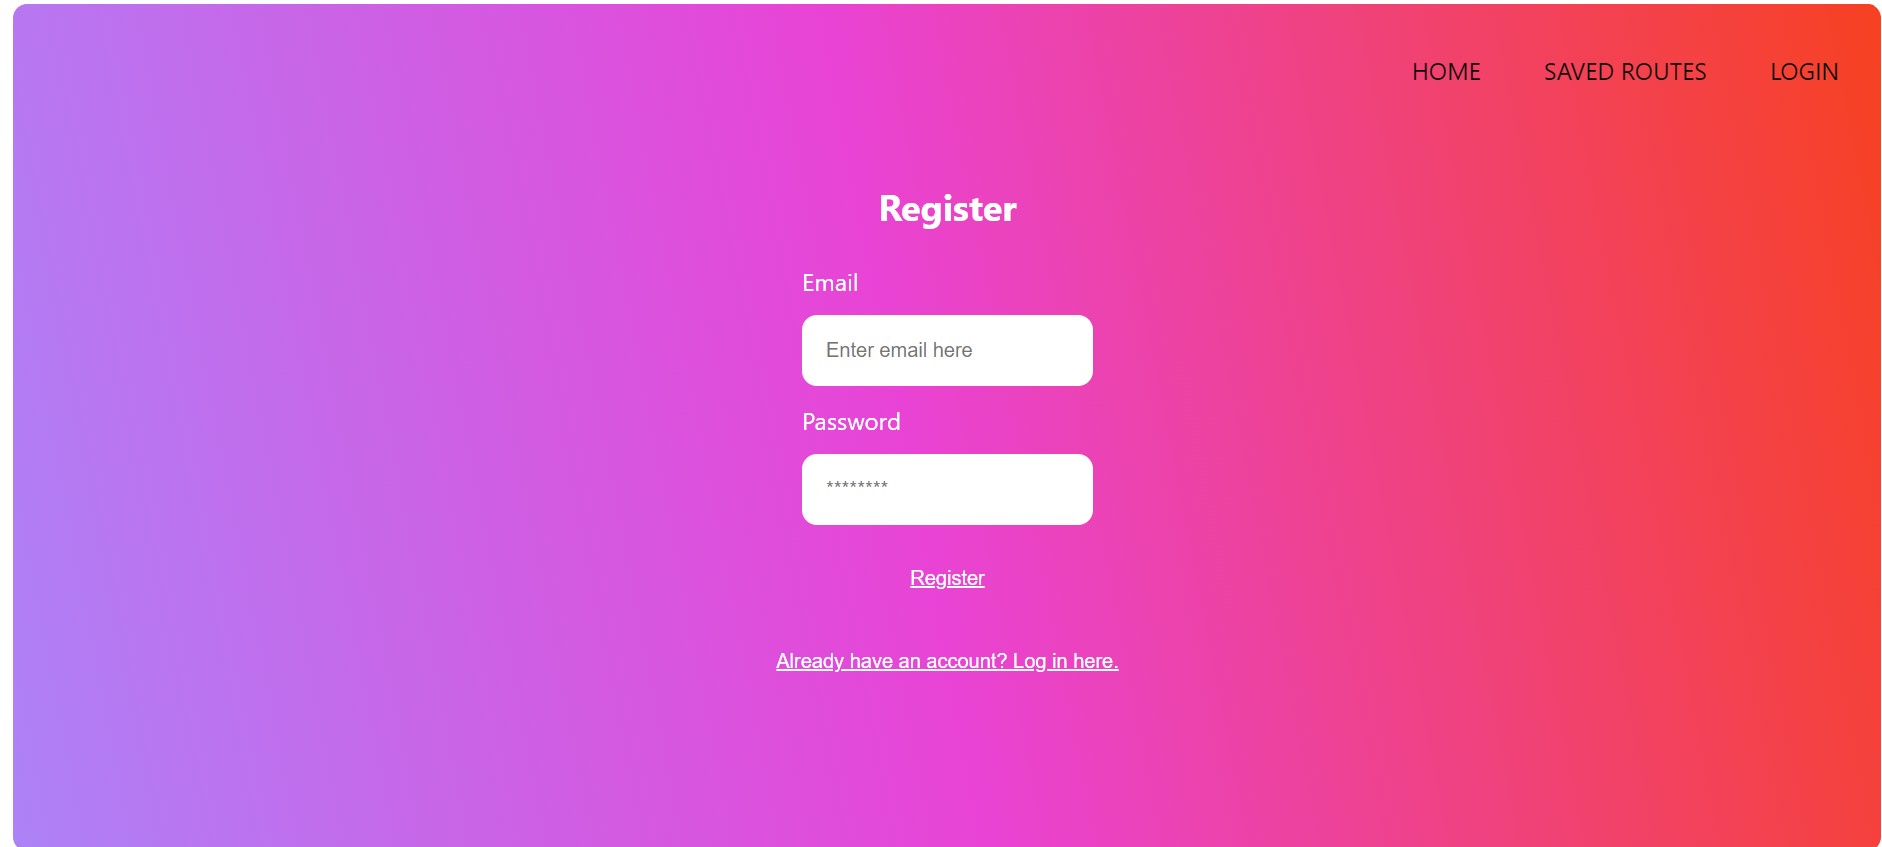 HOME SAVED ROUTES LOGIN
Register
Email
Enter email here
Password
********
Register
Already have an account? Log in here.